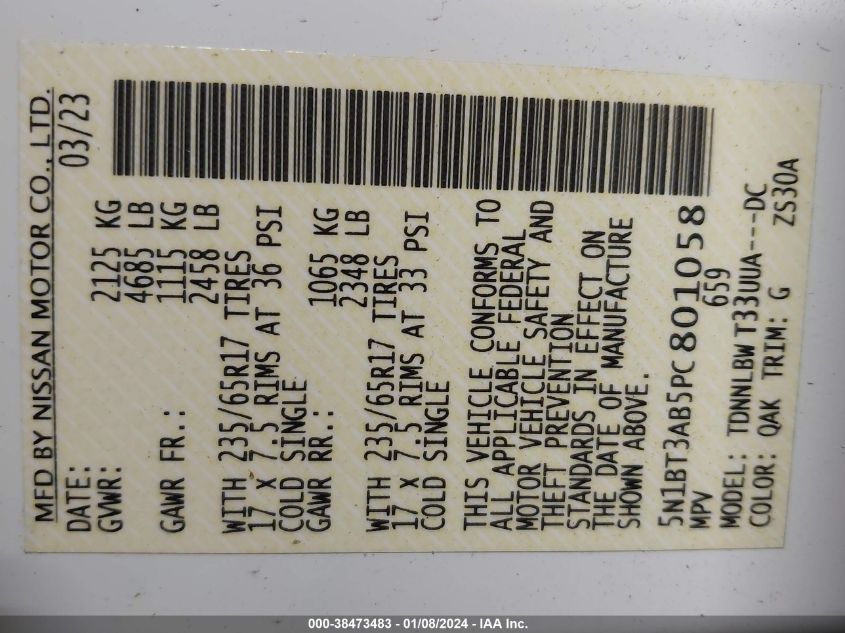 MFD BY NISSAN MOTOR CO., LTD.
DATE: 03/23
GVWR: 2125 KG
4685 LB
GAWR FR.: 1115 KG
2458 LB
WITH 235/65R17 TIRES
17 X 7.5 RIMS AT 36 PSI
COLD SINGLE
GAWR RR.: 1065 KG
2348 LB
WITH 235/65R17 TIRES
17 X 7.5 RIMS AT 33 PSI
COLD SINGLE
THIS VEHICLE CONFORMS TO
ALL APPLICABLE FEDERAL
MOTOR VEHICLE SAFETY AND
THEFT PREVENTION
STANDARDS IN EFFECT ON
THE DATE OF MANUFACTURE
SHOWN ABOVE.
5N1BT3AB5PC801058
MPV 659
MODEL: TDNNLBW T33UUA---DC
COLOR: QAK TRIM: G ZS30A
000-38473483 - 01/08/2024 - IAA Inc.